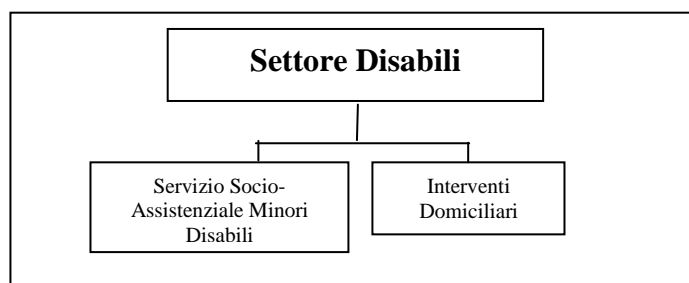 Settore Disabili
Servizio Socio-
Assistenziale Minori
Disabili
Interventi
Domiciliari